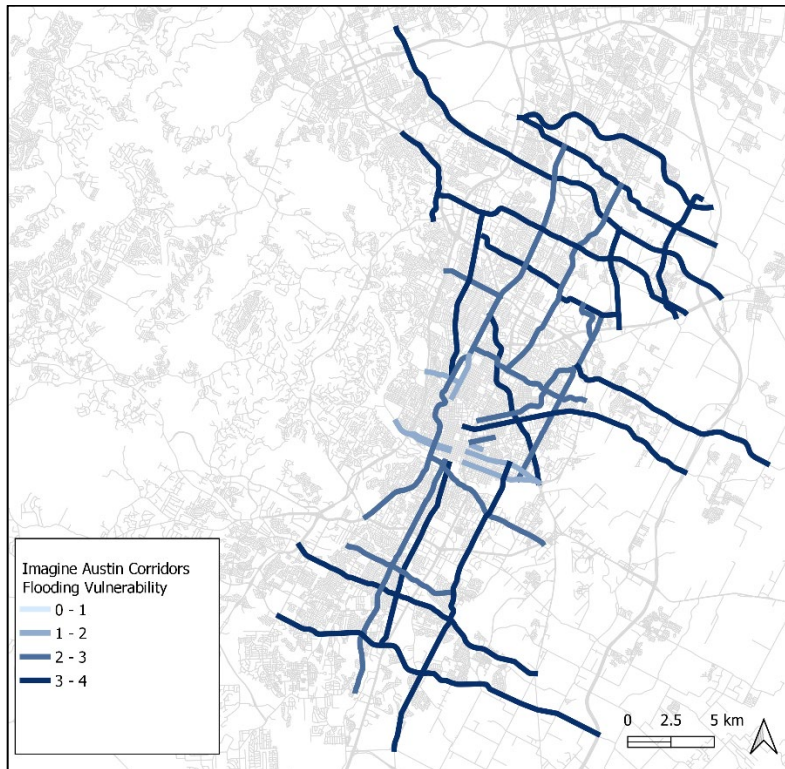 Imagine Austin Corridors
Flooding Vulnerability
0 - 1
1 - 2
2 - 3
3 - 4
0 2.5 5 km